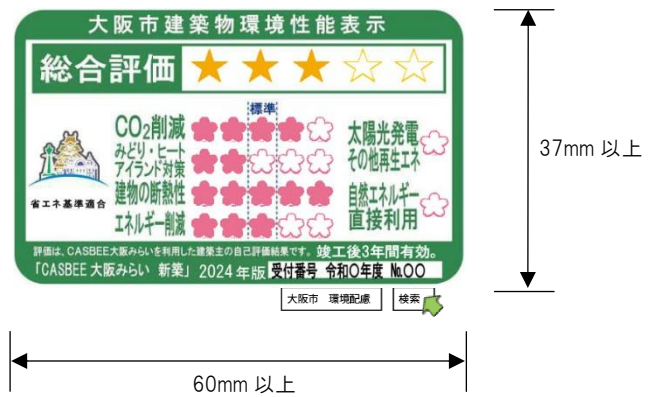 大阪市建築物環境性能表示
総合評価
標準
CO2削減
みどり・ヒート
アイランド対策
建物の断熱性
エネルギー削減
太陽光発電
その他再生エネ
自然エネルギー
直接利用
省エネ基準適合
評価は、CASBEE大阪みらいを利用した建築主の自己評価結果です。竣工後3年間有効。
「CASBEE 大阪みらい 新築」 2024年版 受付番号 令和〇年度 №〇〇
大阪市 環境配慮 検索
37mm 以上
60mm 以上